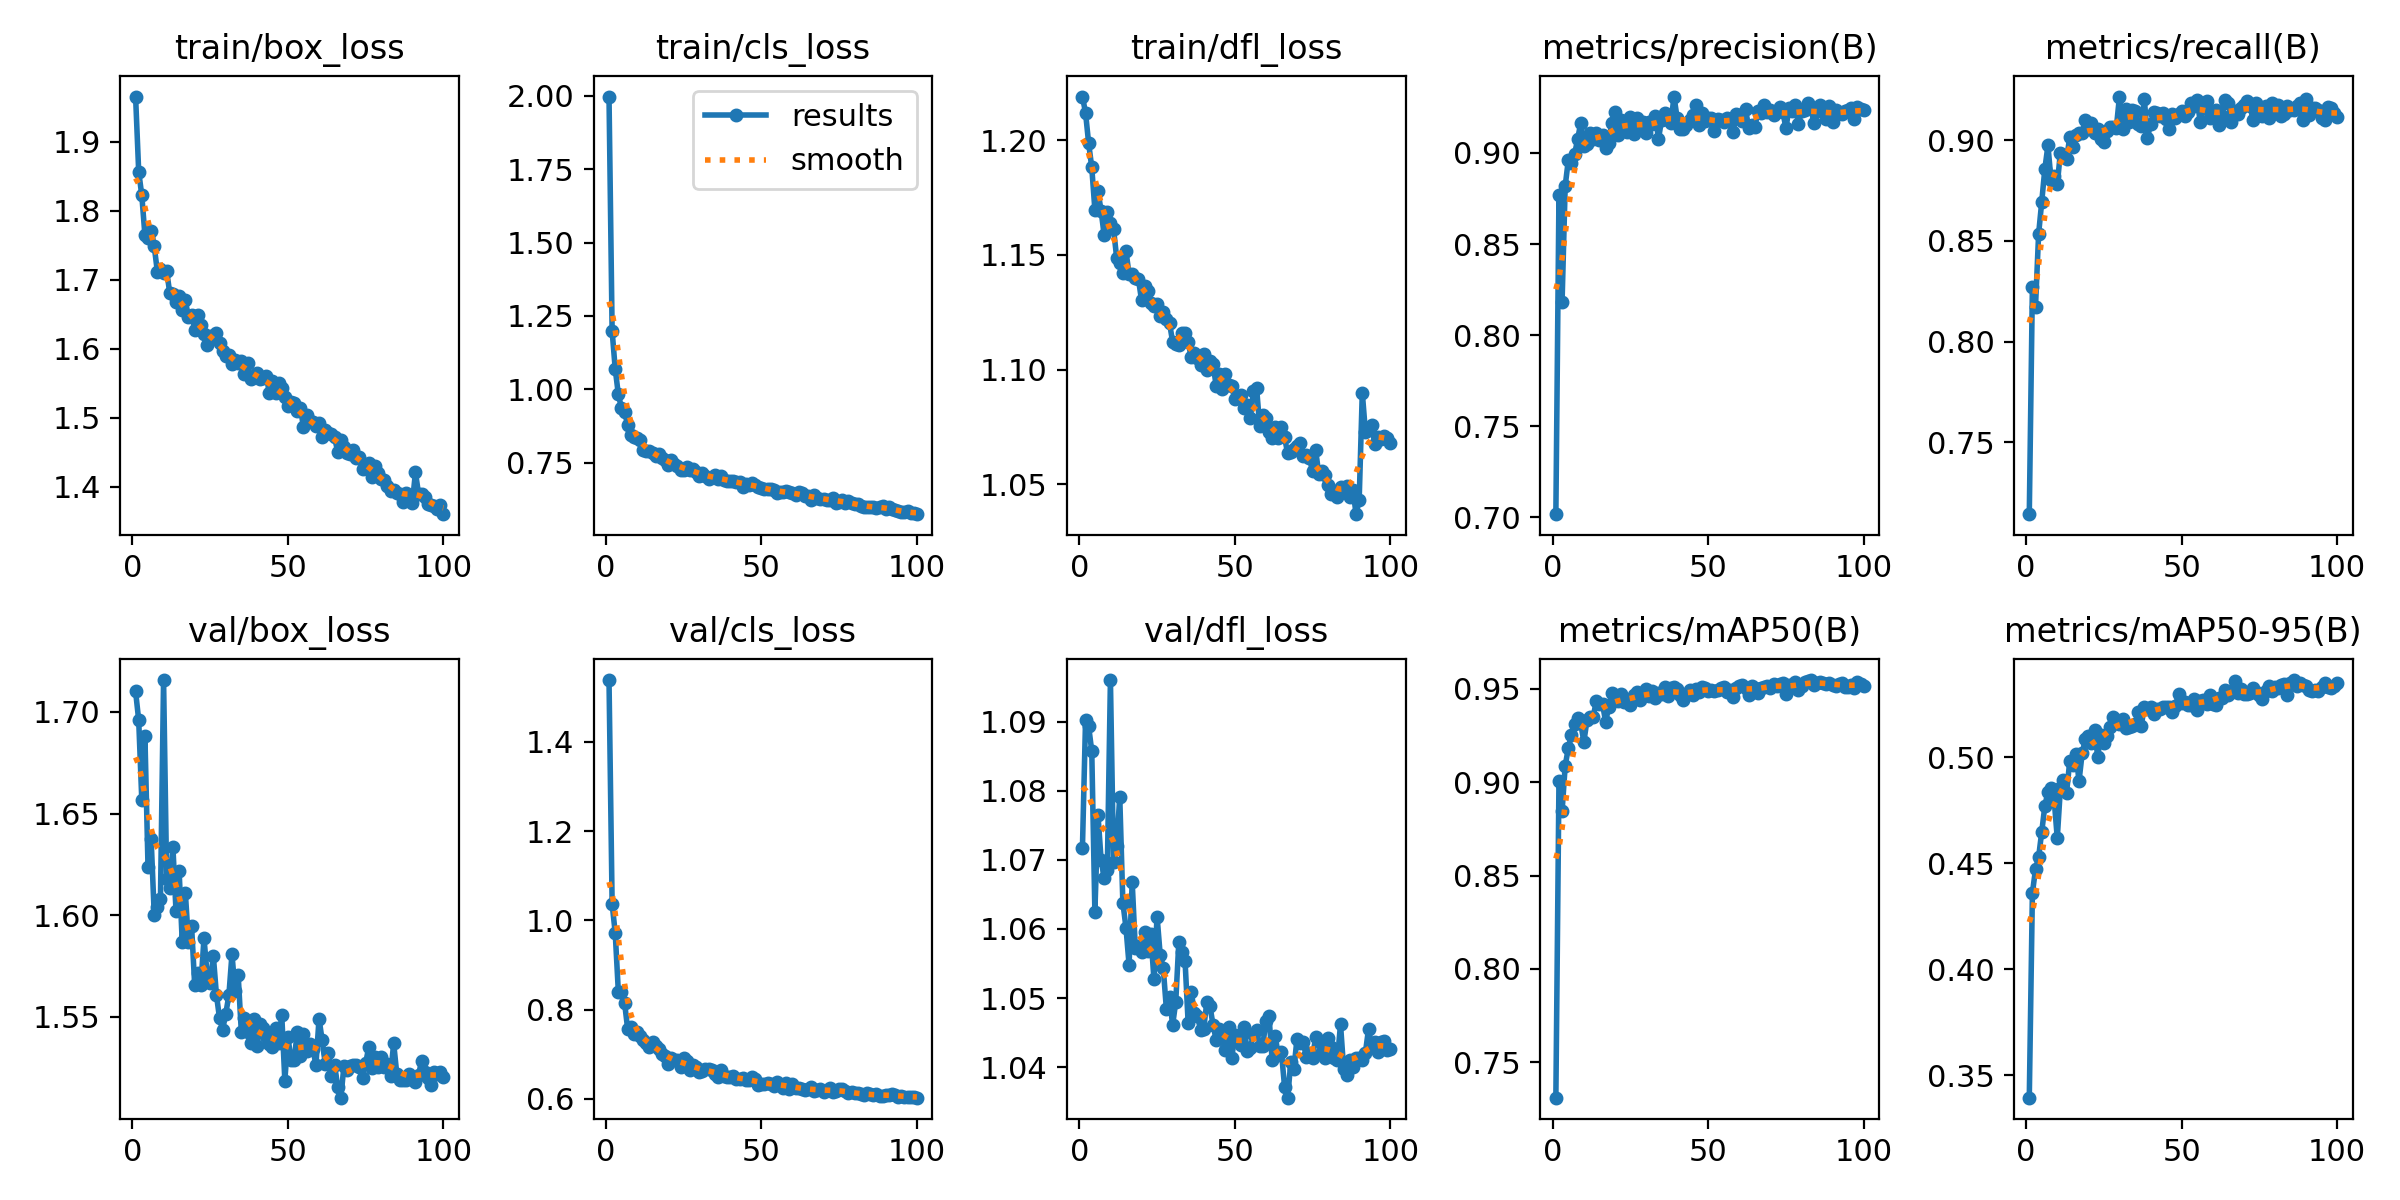 train/box_loss
1.9
1.8
1.7
1.6
1.5
1.4
0 50 100
train/cls_loss
results
smooth
2.00
1.75
1.50
1.25
1.00
0.75
0 50 100
train/dfl_loss
1.20
1.15
1.10
1.05
0 50 100
metrics/precision(B)
0.90
0.85
0.80
0.75
0.70
0 50 100
metrics/recall(B)
0.90
0.85
0.80
0.75
0 50 100
val/box_loss
1.70
1.65
1.60
1.55
0 50 100
val/cls_loss
1.4
1.2
1.0
0.8
0.6
0 50 100
val/dfl_loss
1.09
1.08
1.07
1.06
1.05
1.04
0 50 100
metrics/mAP50(B)
0.95
0.90
0.85
0.80
0.75
0 50 100
metrics/mAP50-95(B)
0.50
0.45
0.40
0.35
0 50 100